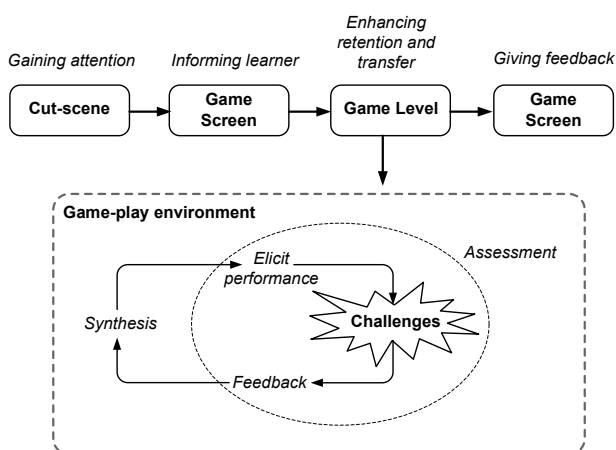 Gaining attention
Informing learner
Enhancing
retention and
transfer
Giving feedback
Cut-scene
Game
Screen
Game Level
Game
Screen
Game-play environment
Elicit
performance
Assessment
Synthesis
Challenges
Feedback